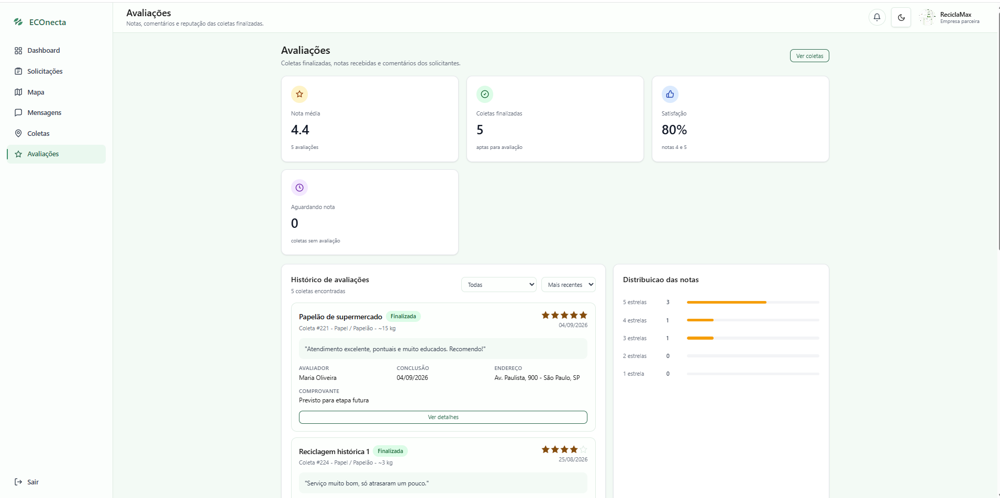 ECOnecta
Dashboard
Solicitações
Mapa
Mensagens
Coletas
Avaliações
Sair
Avaliações
Notas, comentários e reputação das coletas finalizadas.
ReciclaMax
Empresa parceira
Avaliações
Coletas finalizadas, notas recebidas e comentários dos solicitantes.
Ver coletas
Nota média
4.4
5 avaliações
Coletas finalizadas
5
aptas para avaliação
Satisfação
80%
notas 4 e 5
Aguardando nota
0
coletas sem avaliação
Histórico de avaliações
5 coletas encontradas
Todas
Mais recentes
Papelão de supermercado Finalizada
Coleta #221 - Papel / Papelão - ~15 kg
04/09/2026
"Atendimento excelente, pontuais e muito educados. Recomendo!"
AVALIADOR
Maria Oliveira
CONCLUSÃO
04/09/2026
ENDEREÇO
Av. Paulista, 900 - São Paulo, SP
COMPROVANTE
Previsto para etapa futura
Ver detalhes
Reciclagem histórica 1 Finalizada
Coleta #224 - Papel / Papelão - ~3 kg
25/08/2026
"Serviço muito bom, só atrasaram um pouco."
Distribuicao das notas
5 estrelas 3
4 estrelas 1
3 estrelas 1
2 estrelas 0
1 estrela 0